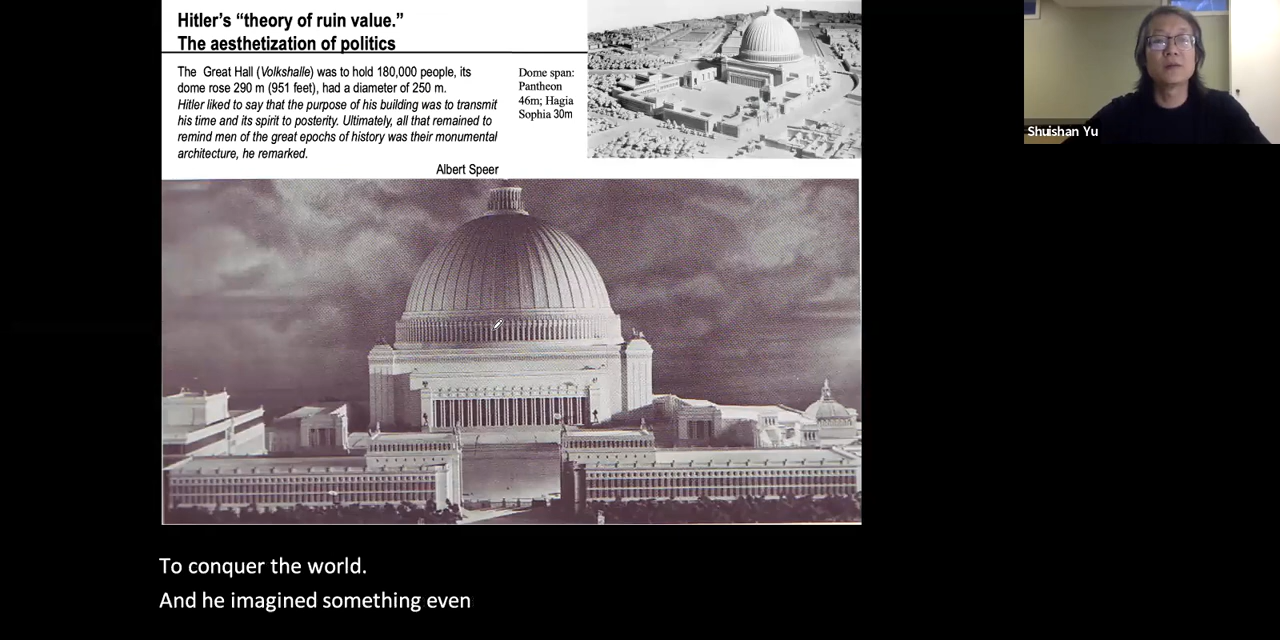 Hitler's “theory of ruin value.”
The aesthetization of politics
The Great Hall (Volkshalle) was to hold 180,000 people, its
dome rose 290 m (951 feet), had a diameter of 250 m.
Hitler liked to say that the purpose of his building was to transmit
his time and its spirit to posterity. Ultimately, all that remained to
remind men of the great epochs of history was their monumental
architecture, he remarked.
Albert Speer
Dome span:
Pantheon
46m; Hagia
Sophia 30m
Shuishan Yu
To conquer the world.
And he imagined something even